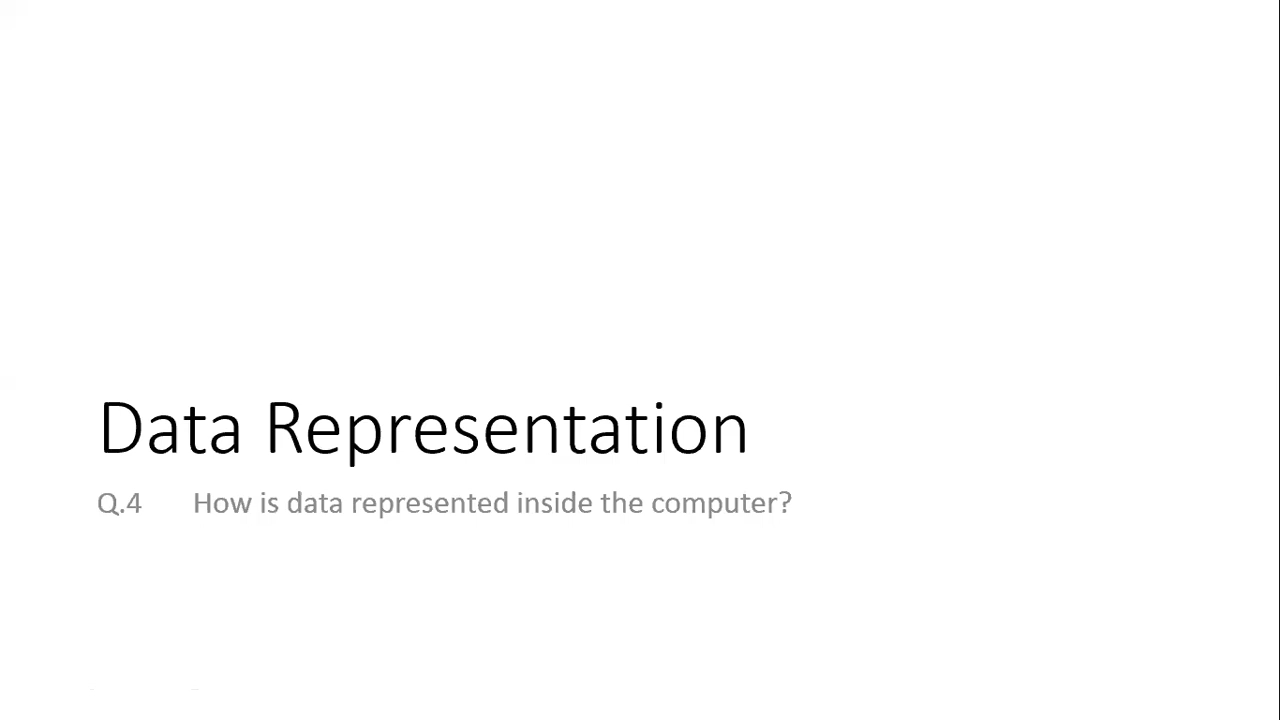 Data Representation
Q.4 How is data represented inside the computer?